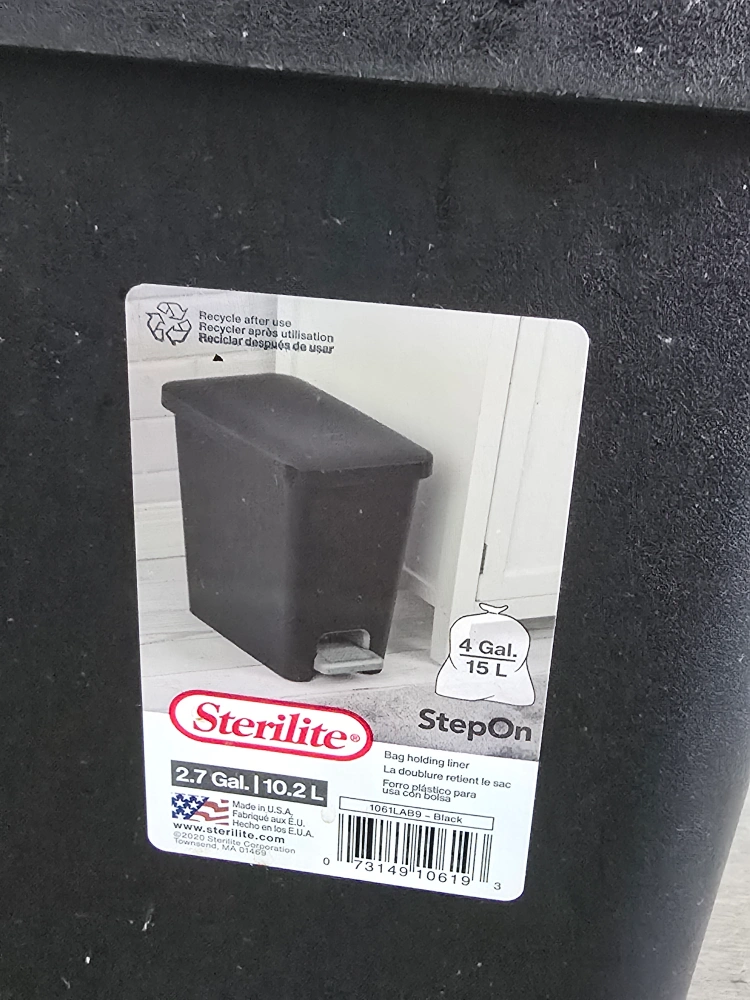 Recycle after use
Recycler après utilisation
Reciclar después de usar
4 Gal.
15 L
StepOn
Sterilite®
Bag holding liner
La doublure retient le sac
Forro plástico para
usa con bolsa
2.7 Gal. | 10.2 L
1061LAB9 - Black
Made in U.S.A.
Fabriqué aux É.U.
Hecho en los E.U.A.
www.sterilite.com
©2020 Sterilite Corporation
Townsend, MA 01469
0 73149 10619 3